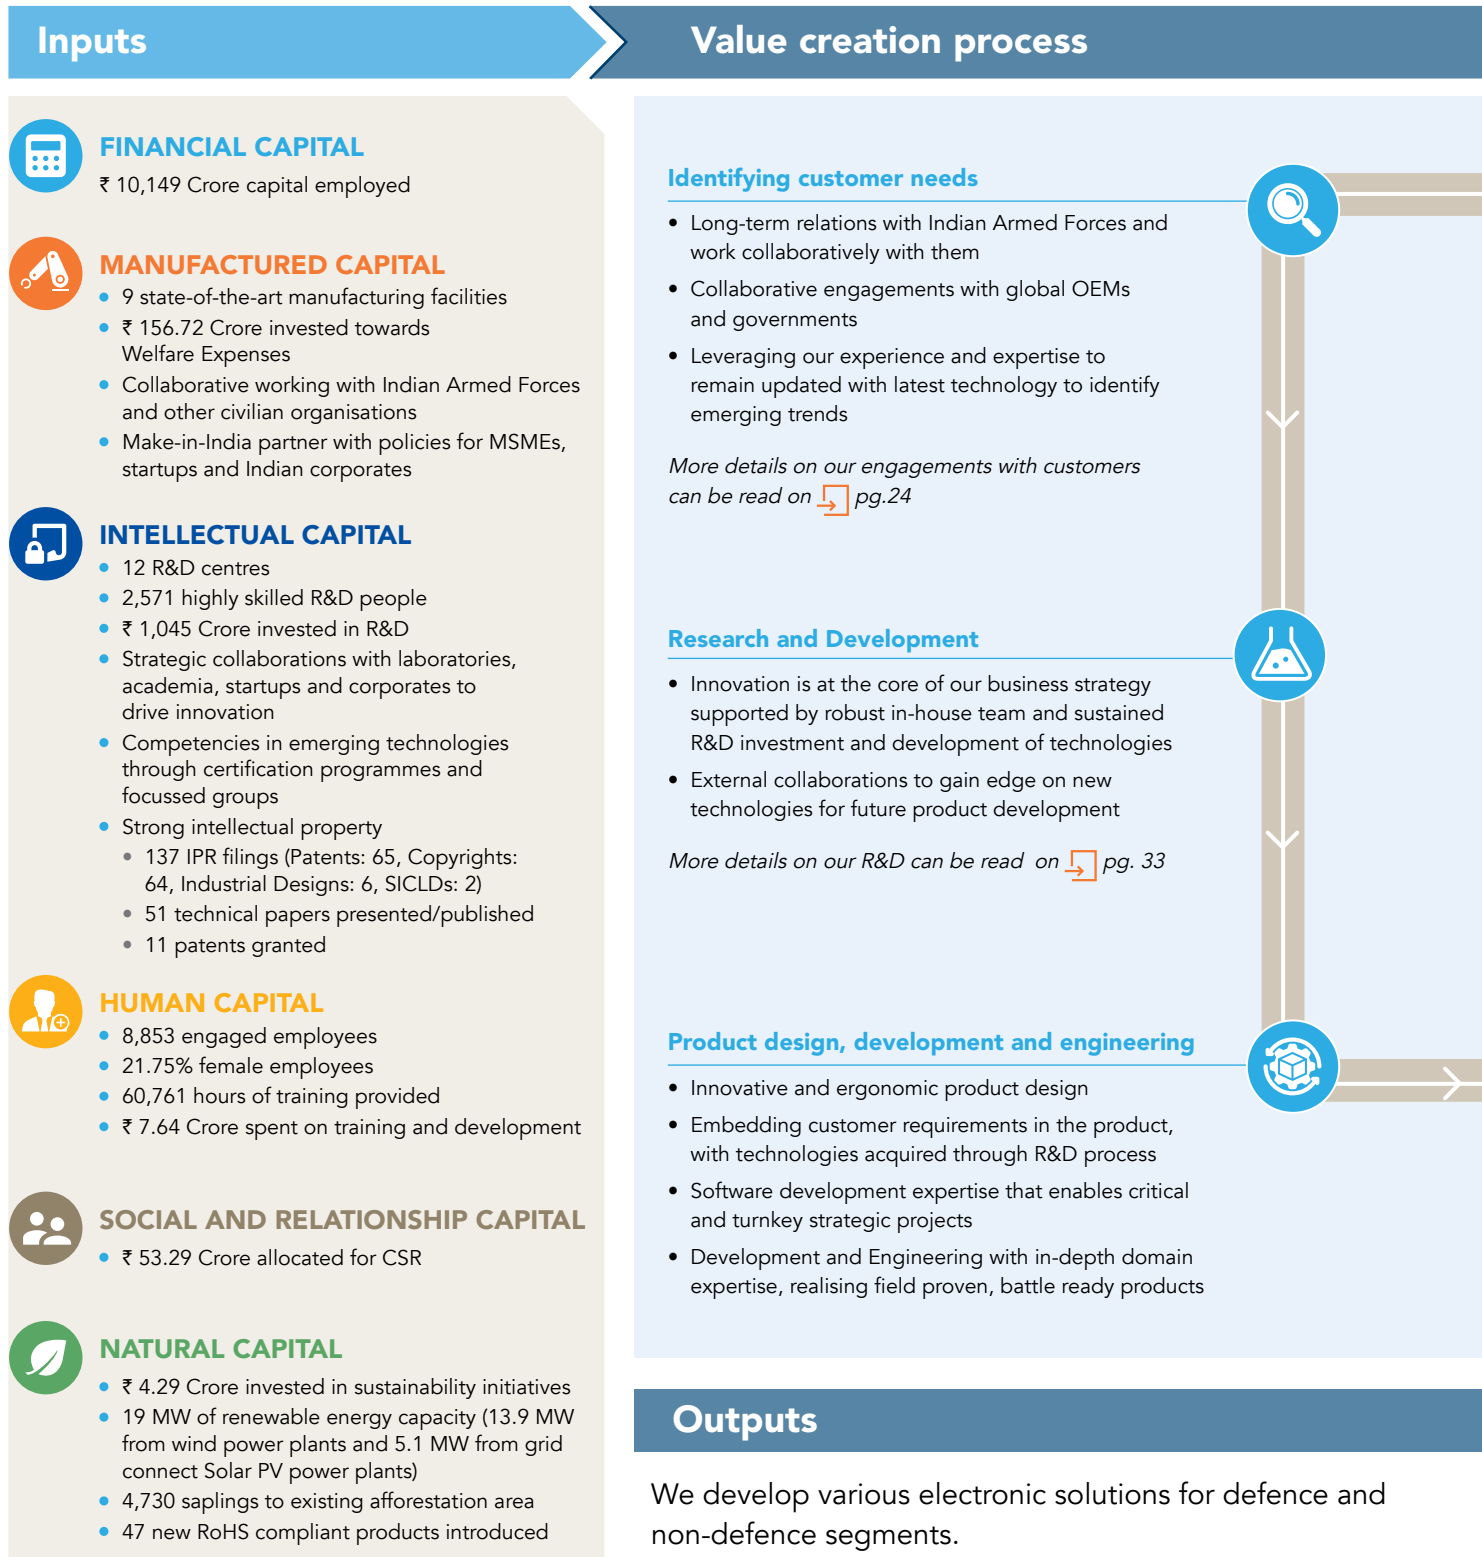 Inputs
FINANCIAL CAPITAL
₹ 10,149 Crore capital employed
MANUFACTURED CAPITAL
• 9 state-of-the-art manufacturing facilities
• ₹ 156.72 Crore invested towards
Welfare Expenses
• Collaborative working with Indian Armed Forces
and other civilian organisations
• Make-in-India partner with policies for MSMEs,
startups and Indian corporates
INTELLECTUAL CAPITAL
• 12 R&D centres
• 2,571 highly skilled R&D people
• ₹ 1,045 Crore invested in R&D
• Strategic collaborations with laboratories,
academia, startups and corporates to
drive innovation
• Competencies in emerging technologies
through certification programmes and
focussed groups
• Strong intellectual property
• 137 IPR filings (Patents: 65, Copyrights:
64, Industrial Designs: 6, SICLDs: 2)
• 51 technical papers presented/published
• 11 patents granted
HUMAN CAPITAL
• 8,853 engaged employees
• 21.75% female employees
• 60,761 hours of training provided
• ₹ 7.64 Crore spent on training and development
SOCIAL AND RELATIONSHIP CAPITAL
• ₹ 53.29 Crore allocated for CSR
NATURAL CAPITAL
• ₹ 4.29 Crore invested in sustainability initiatives
• 19 MW of renewable energy capacity (13.9 MW
from wind power plants and 5.1 MW from grid
connect Solar PV power plants)
• 4,730 saplings to existing afforestation area
• 47 new RoHS compliant products introduced
Value creation process
Identifying customer needs
• Long-term relations with Indian Armed Forces and
work collaboratively with them
• Collaborative engagements with global OEMs
and governments
• Leveraging our experience and expertise to
remain updated with latest technology to identify
emerging trends
More details on our engagements with customers
can be read on pg.24
Research and Development
• Innovation is at the core of our business strategy
supported by robust in-house team and sustained
R&D investment and development of technologies
• External collaborations to gain edge on new
technologies for future product development
More details on our R&D can be read on pg. 33
Product design, development and engineering
• Innovative and ergonomic product design
• Embedding customer requirements in the product,
with technologies acquired through R&D process
• Software development expertise that enables critical
and turnkey strategic projects
• Development and Engineering with in-depth domain
expertise, realising field proven, battle ready products
Outputs
We develop various electronic solutions for defence and
non-defence segments.